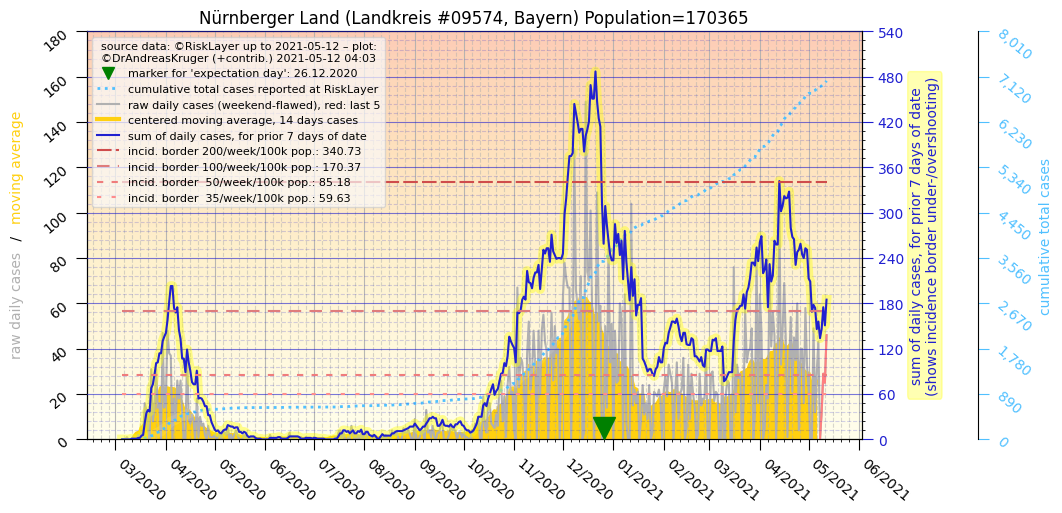 Nürnberger Land (Landkreis #09574, Bayern) Population=170365
source data: ©RiskLayer up to 2021-05-12 – plot:
©DrAndreasKruger (+contrib.) 2021-05-12 04:03
marker for 'expectation day': 26.12.2020
cumulative total cases reported at RiskLayer
raw daily cases (weekend-flawed), red: last 5
centered moving average, 14 days cases
sum of daily cases, for prior 7 days of date
incid. border 200/week/100k pop.: 340.73
incid. border 100/week/100k pop.: 170.37
incid. border  50/week/100k pop.: 85.18
incid. border  35/week/100k pop.: 59.63
raw daily cases / moving average
180
160
140
120
100
80
60
40
20
0
03/2020
04/2020
05/2020
06/2020
07/2020
08/2020
09/2020
10/2020
11/2020
12/2020
01/2021
02/2021
03/2021
04/2021
05/2021
06/2021
540
480
420
360
300
240
180
120
60
0
sum of daily cases, for prior 7 days of date
(shows incidence border under-/overshooting)
8,010
7,120
6,230
5,340
4,450
3,560
2,670
1,780
890
0
cumulative total cases